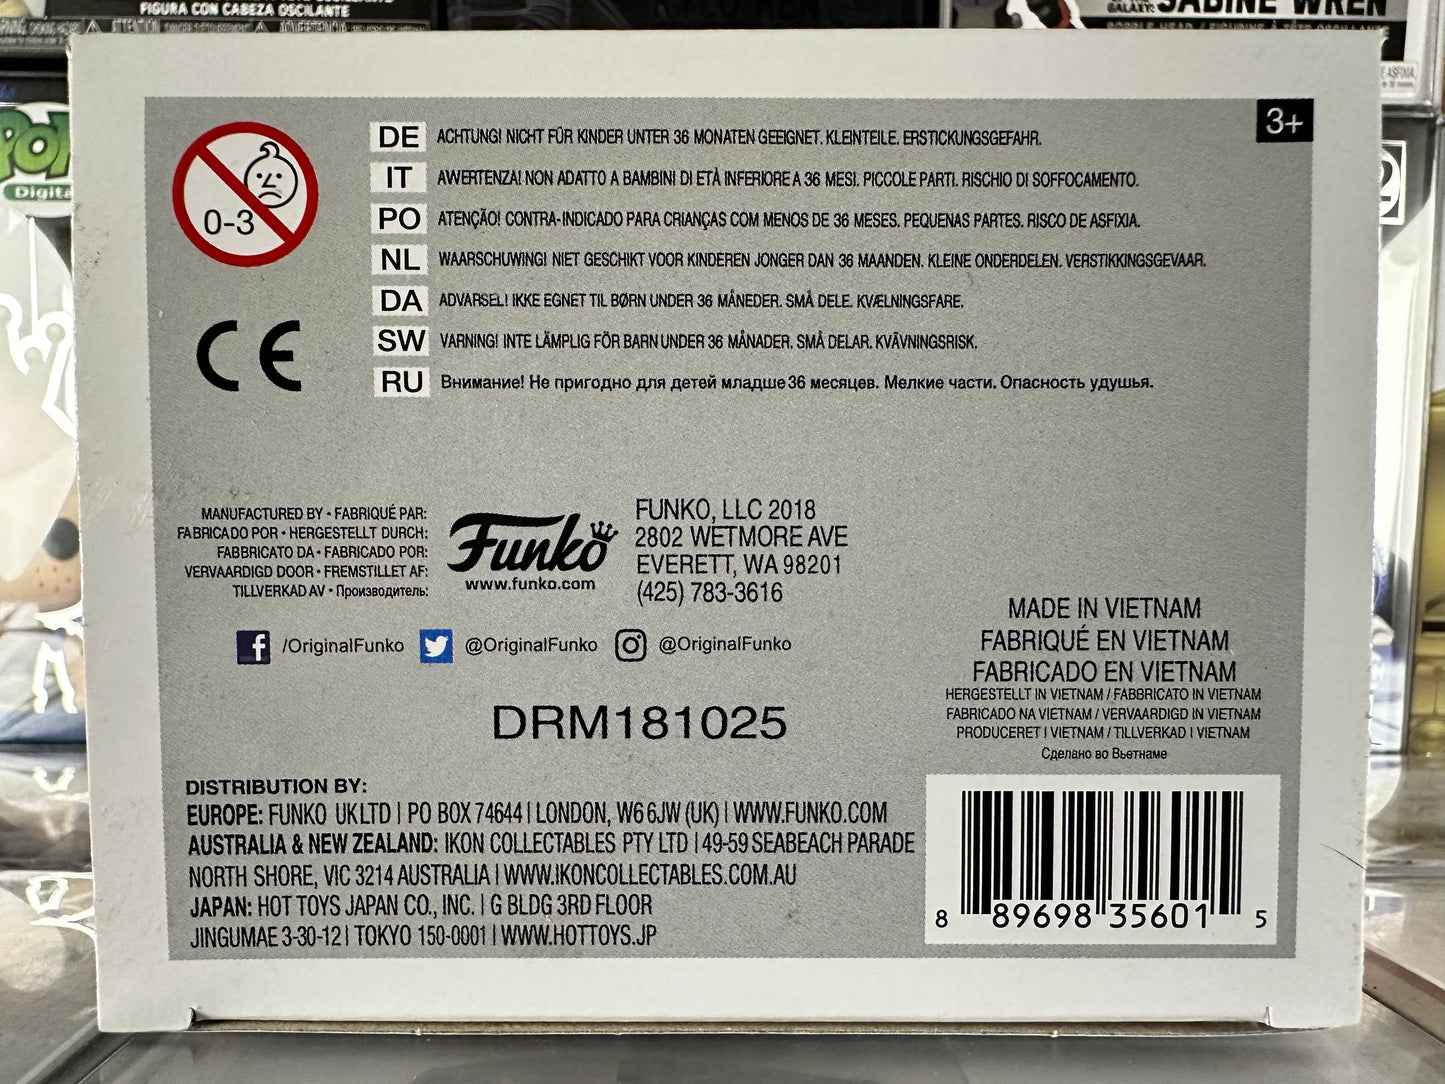 FIGURA CON CABEZA OSCILANTE
SABINE WREN
POP
Digita
3+
0-3
DE ACHTUNG! NICHT FÜR KINDER UNTER 36 MONATEN GEEIGNET. KLEINTEILE. ERSTICKUNGSGEFAHR.
IT AWERTENZA! NON ADATTO A BAMBINI DI ETÀ INFERIORE A 36 MESI. PICCOLE PARTI. RISCHIO DI SOFFOCAMENTO.
PO ATENÇÃO! CONTRA-INDICADO PARA CRIANÇAS COM MENOS DE 36 MESES. PEQUENAS PARTES. RISCO DE ASFIXIA.
NL WAARSCHUWING! NIET GESCHIKT VOOR KINDEREN JONGER DAN 36 MAANDEN. KLEINE ONDERDELEN. VERSTIKKINGSGEVAAR.
DA ADVARSEL! IKKE EGNET TIL BØRN UNDER 36 MÅNEDER. SMÅ DELE. KVÆLNINGSFARE.
SW VARNING! INTE LÄMPLIG FÖR BARN UNDER 36 MÅNADER. SMÅ DELAR. KVÄVNINGSRISK.
RU Внимание! Не пригодно для детей младше 36 месяцев. Мелкие части. Опасность удушья.
CE
MANUFACTURED BY • FABRIQUÉ PAR:
FABRICADO POR • HERGESTELLT DURCH:
FABBRICATO DA • FABRICADO POR:
VERVAARDIGD DOOR • FREMSTILLET AF:
TILLVERKAD AV • Производитель:
Funko
www.funko.com
FUNKO, LLC 2018
2802 WETMORE AVE
EVERETT, WA 98201
(425) 783-3616
f /OriginalFunko @OriginalFunko @OriginalFunko
MADE IN VIETNAM
FABRIQUÉ EN VIETNAM
FABRICADO EN VIETNAM
HERGESTELLT IN VIETNAM / FABBRICATO IN VIETNAM
FABRICADO NA VIETNAM / VERVAARDIGD IN VIETNAM
PRODUCERET I VIETNAM / TILLVERKAD I VIETNAM
Сделано во Вьетнаме
DRM181025
DISTRIBUTION BY:
EUROPE: FUNKO UK LTD | PO BOX 74644 | LONDON, W6 6JW (UK) | WWW.FUNKO.COM
AUSTRALIA & NEW ZEALAND: IKON COLLECTABLES PTY LTD | 49-59 SEABEACH PARADE
NORTH SHORE, VIC 3214 AUSTRALIA | WWW.IKONCOLLECTABLES.COM.AU
JAPAN: HOT TOYS JAPAN CO., INC. | G BLDG 3RD FLOOR
JINGUMAE 3-30-12 | TOKYO 150-0001 | WWW.HOTTOYS.JP
8 89698 35601 5